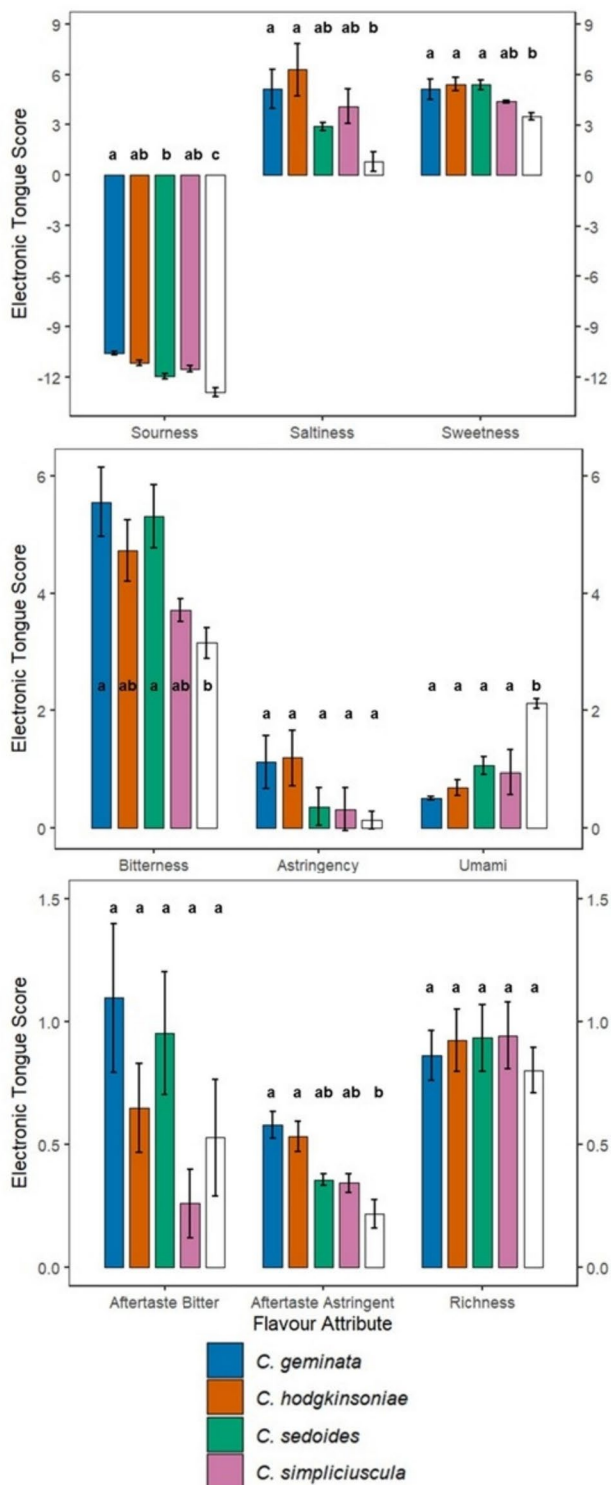 9
6
3
0
-3
-6
-9
-12
Electronic Tongue Score
a ab b ab c
a a ab ab b
a a a ab b
9
6
3
0
-3
-6
-9
-12
Sourness Saltiness Sweetness
6
4
2
0
Electronic Tongue Score
a ab a ab b
a a a a a
a a a a b
6
4
2
0
Bitterness Astringency Umami
1.5
1.0
0.5
0.0
Electronic Tongue Score
a a a a a
a a ab ab b
a a a a a
1.5
1.0
0.5
0.0
Aftertaste Bitter Aftertaste Astringent Richness
Flavour Attribute
C. geminata
C. hodgkinsoniae
C. sedoides
C. simpliciuscula